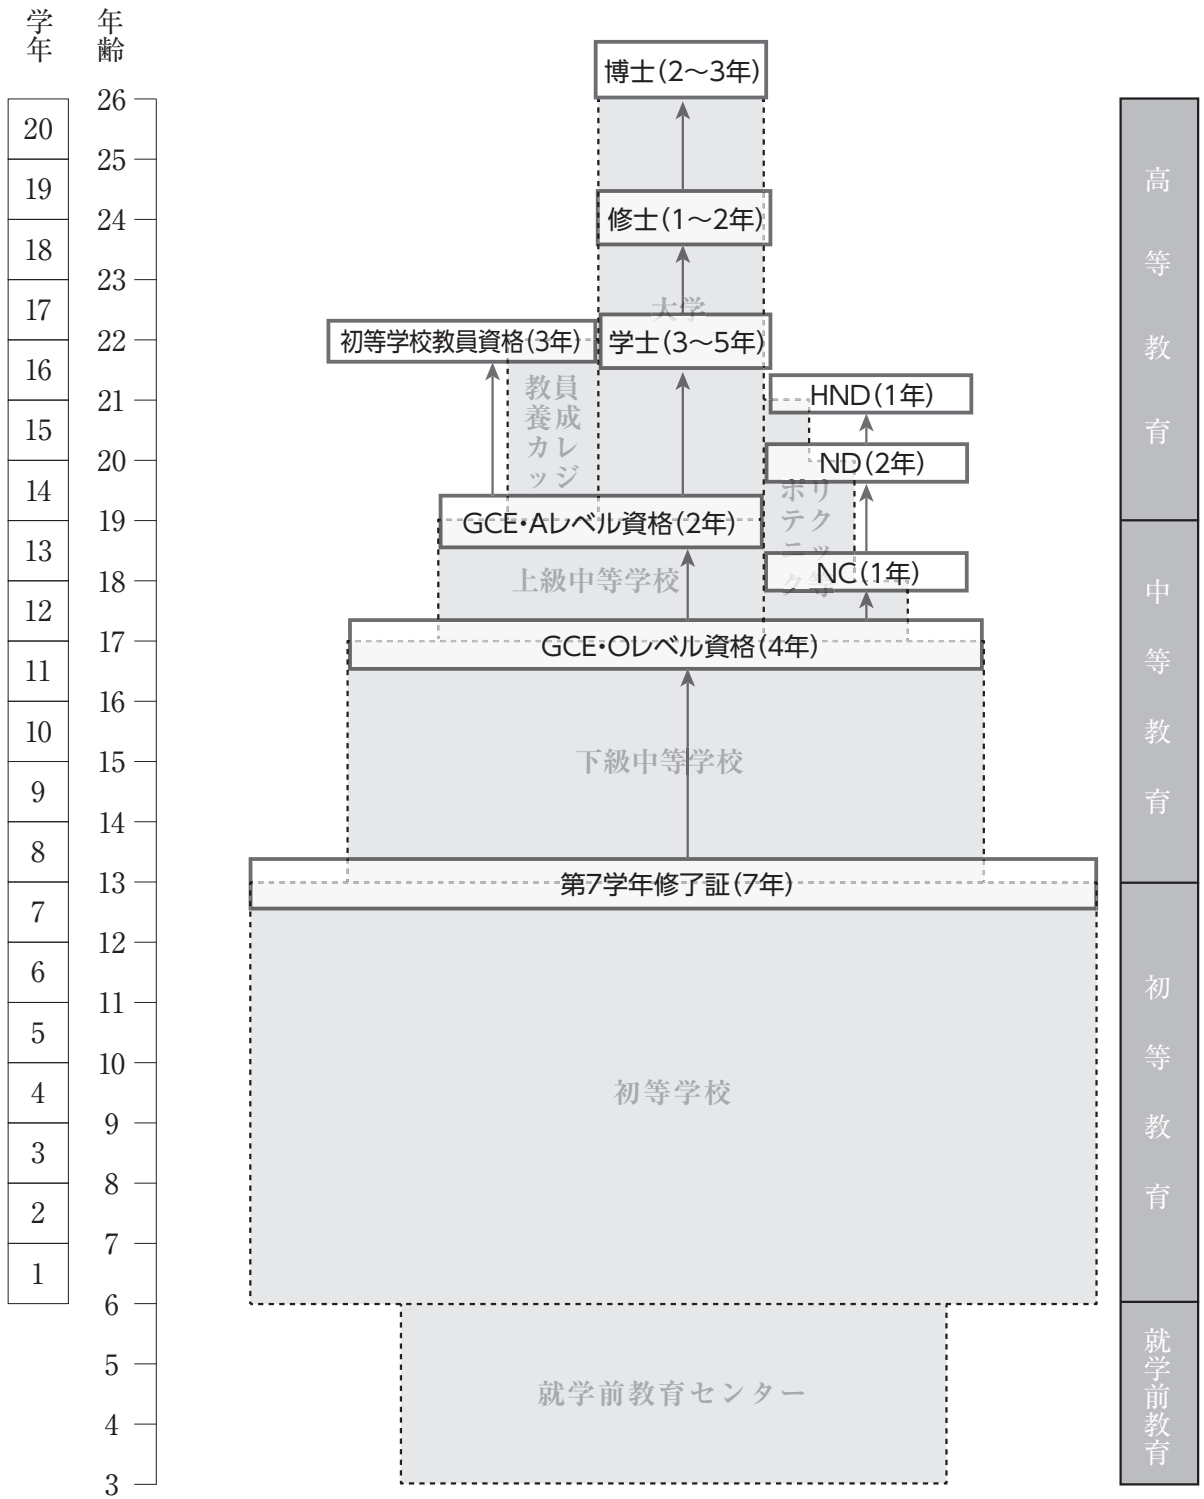 学年
年齢
博士(2〜3年)
26
20
25
19
修士(1〜2年)
24
18
23
17
大学
初等学校教員資格(3年)
学士(3〜5年)
22
16
教員
養成
カレ
ッジ
HND(1年)
21
15
20
ND(2年)
14
ポリ
テク
ニッ
ク等
GCE・Aレベル資格(2年)
19
13
上級中等学校
NC(1年)
18
12
GCE・Oレベル資格(4年)
17
11
16
10
下級中等学校
15
9
14
8
第7学年修了証(7年)
13
7
12
6
11
5
10
初等学校
4
9
3
8
2
7
1
6
5
就学前教育センター
4
3
高等教育
中等教育
初等教育
就学前教育